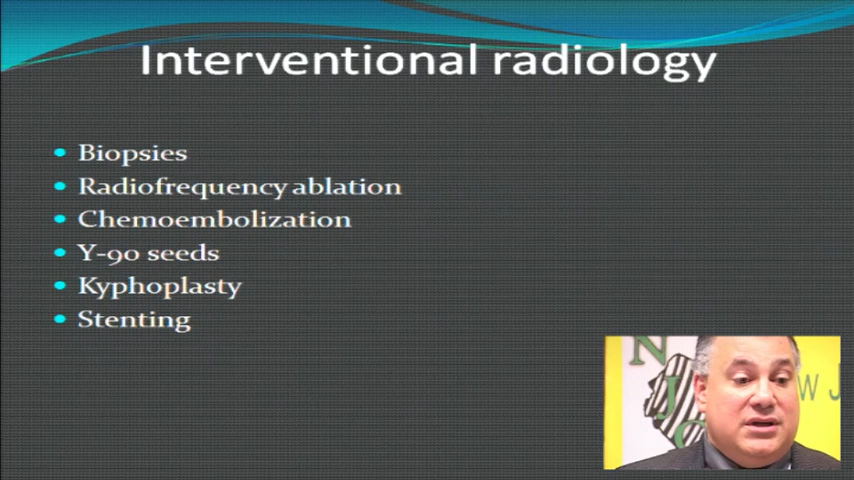 Interventional radiology
Biopsies
Radiofrequency ablation
Chemoembolization
Y-90 seeds
Kyphoplasty
Stenting
N
J
W J